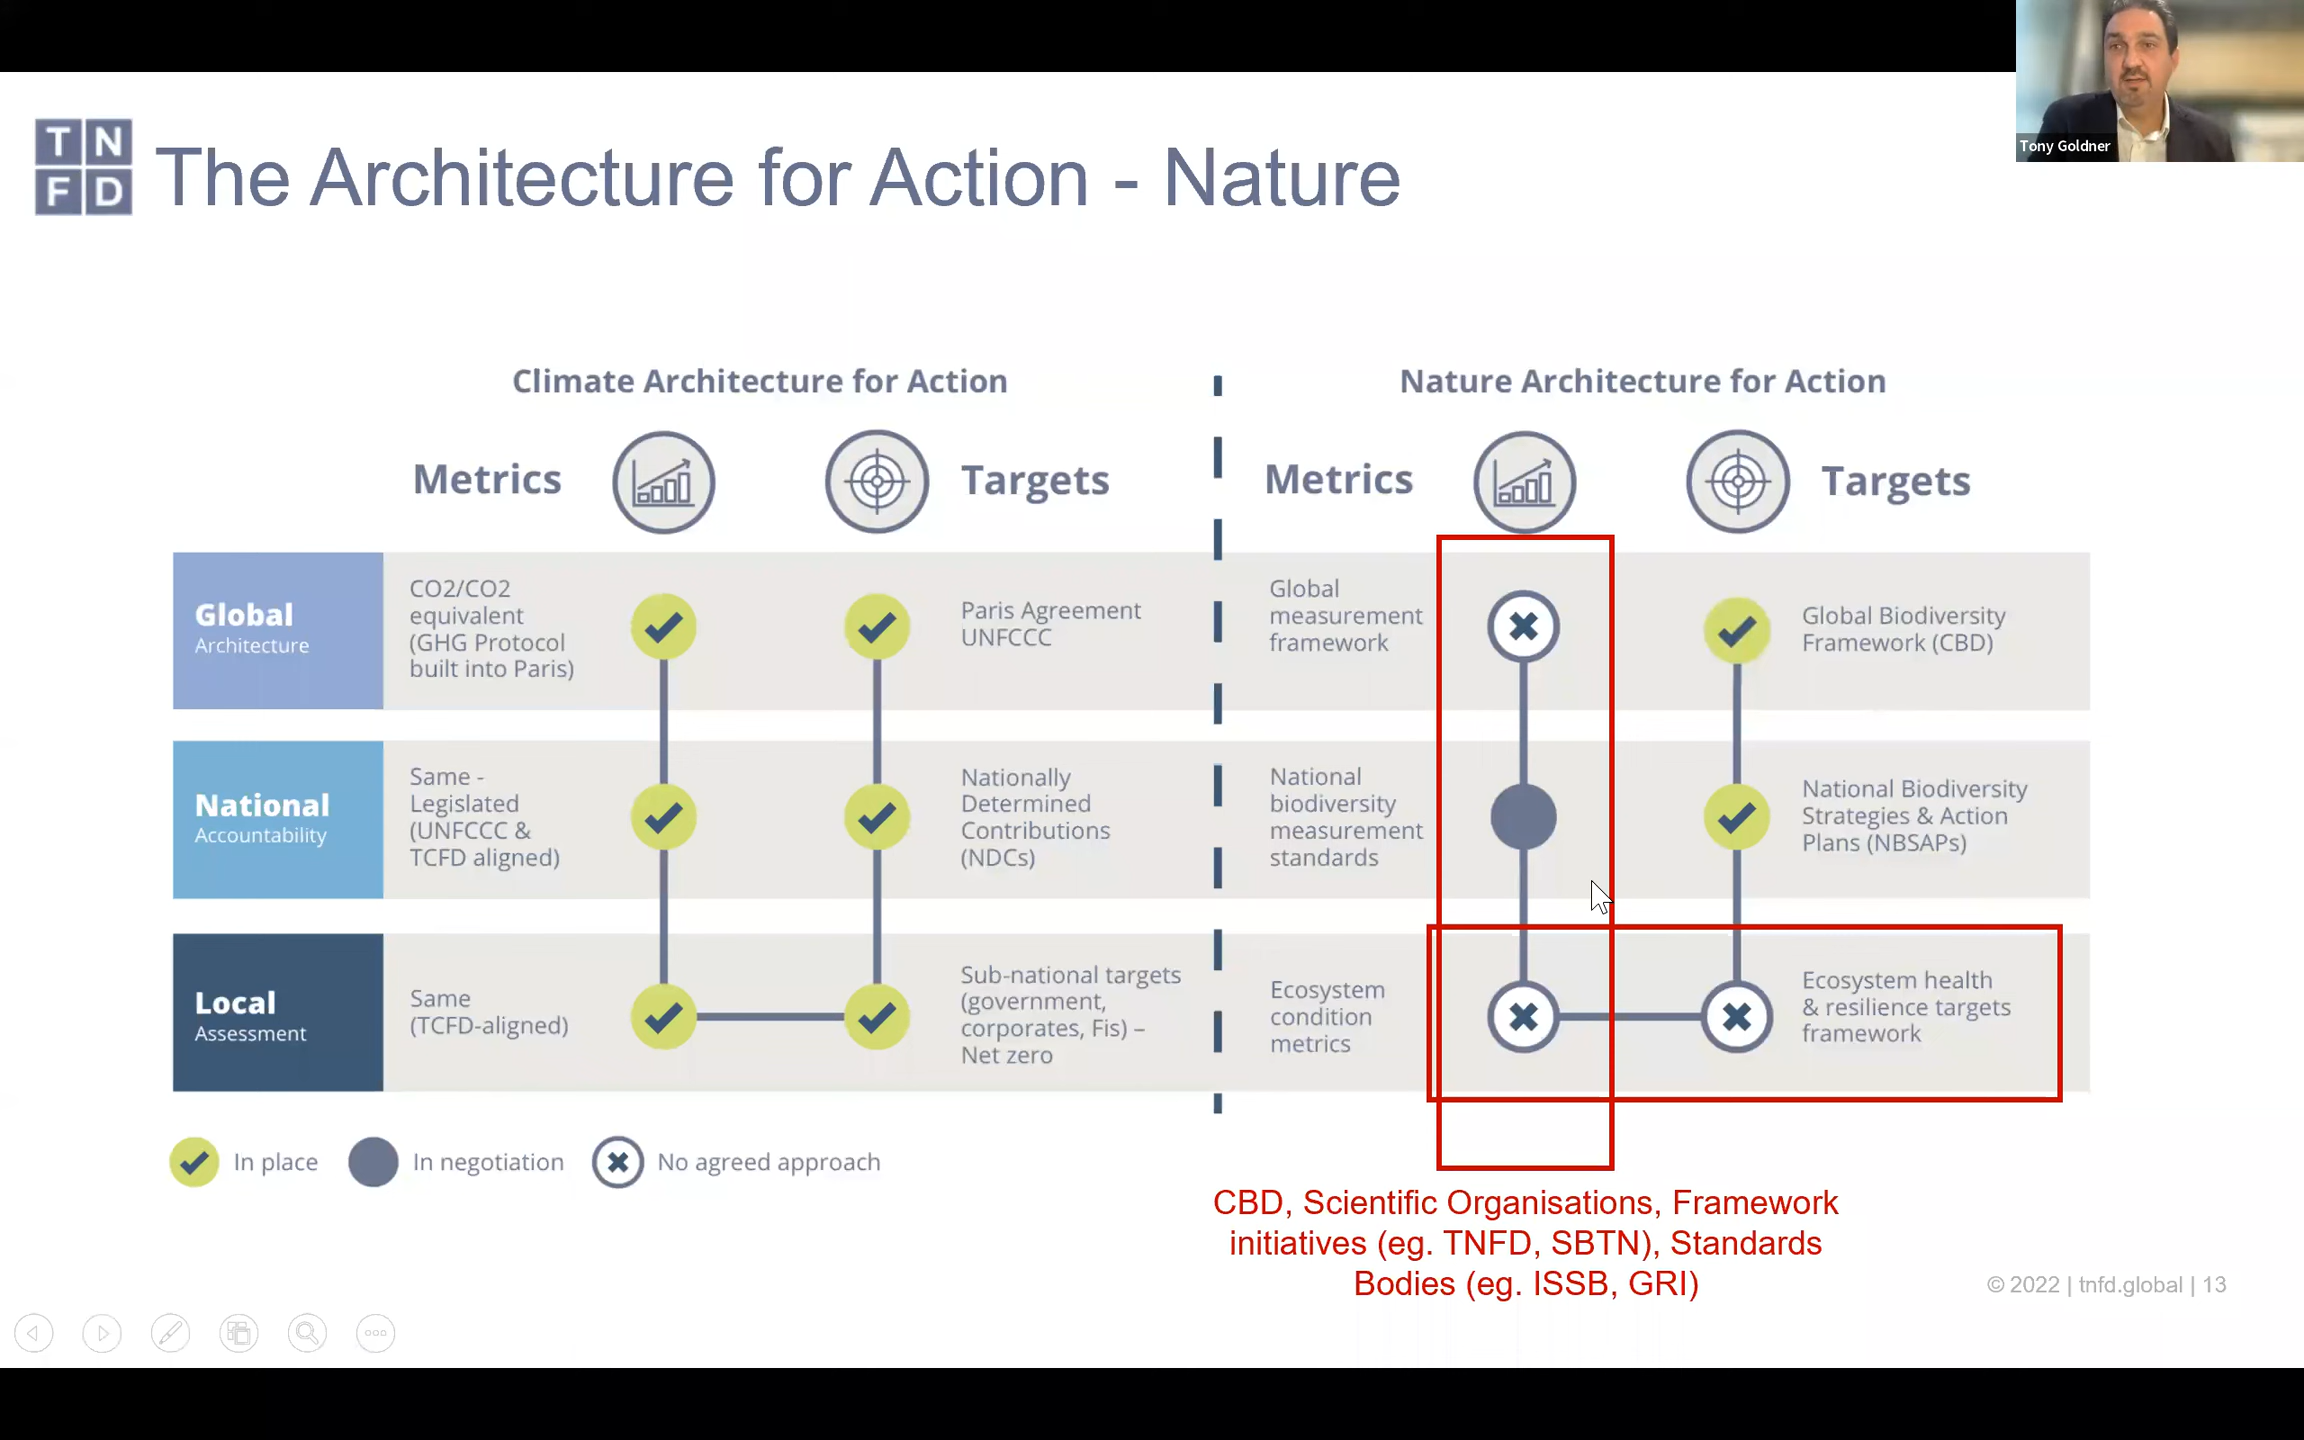 Tony Goldner
T N
F D
The Architecture for Action - Nature
Climate Architecture for Action
Nature Architecture for Action
Metrics
Targets
Metrics
Targets
Global
Architecture
CO2/CO2
equivalent
(GHG Protocol
built into Paris)
Paris Agreement
UNFCCC
Global
measurement
framework
Global Biodiversity
Framework (CBD)
National
Accountability
Same -
Legislated
(UNFCCC &
TCFD aligned)
Nationally
Determined
Contributions
(NDCs)
National
biodiversity
measurement
standards
National Biodiversity
Strategies & Action
Plans (NBSAPs)
Local
Assessment
Same
(TCFD-aligned)
Sub-national targets
(government,
corporates, Fis) –
Net zero
Ecosystem
condition
metrics
Ecosystem health
& resilience targets
framework
In place
In negotiation
No agreed approach
CBD, Scientific Organisations, Framework
initiatives (eg. TNFD, SBTN), Standards
Bodies (eg. ISSB, GRI)
© 2022 | tnfd.global | 13